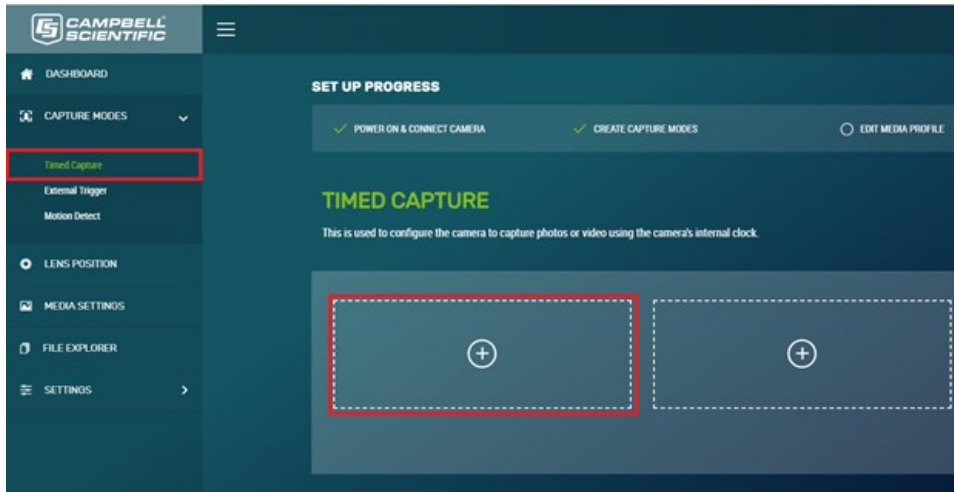 CAMPBELL
SCIENTIFIC
DASHBOARD
CAPTURE MODES
Timed Capture
External Trigger
Motion Detect
LENS POSITION
MEDIA SETTINGS
FILE EXPLORER
SETTINGS
SET UP PROGRESS
POWER ON & CONNECT CAMERA
CREATE CAPTURE MODES
EDIT MEDIA PROFILE
TIMED CAPTURE
This is used to configure the camera to capture photos or video using the camera's internal clock.